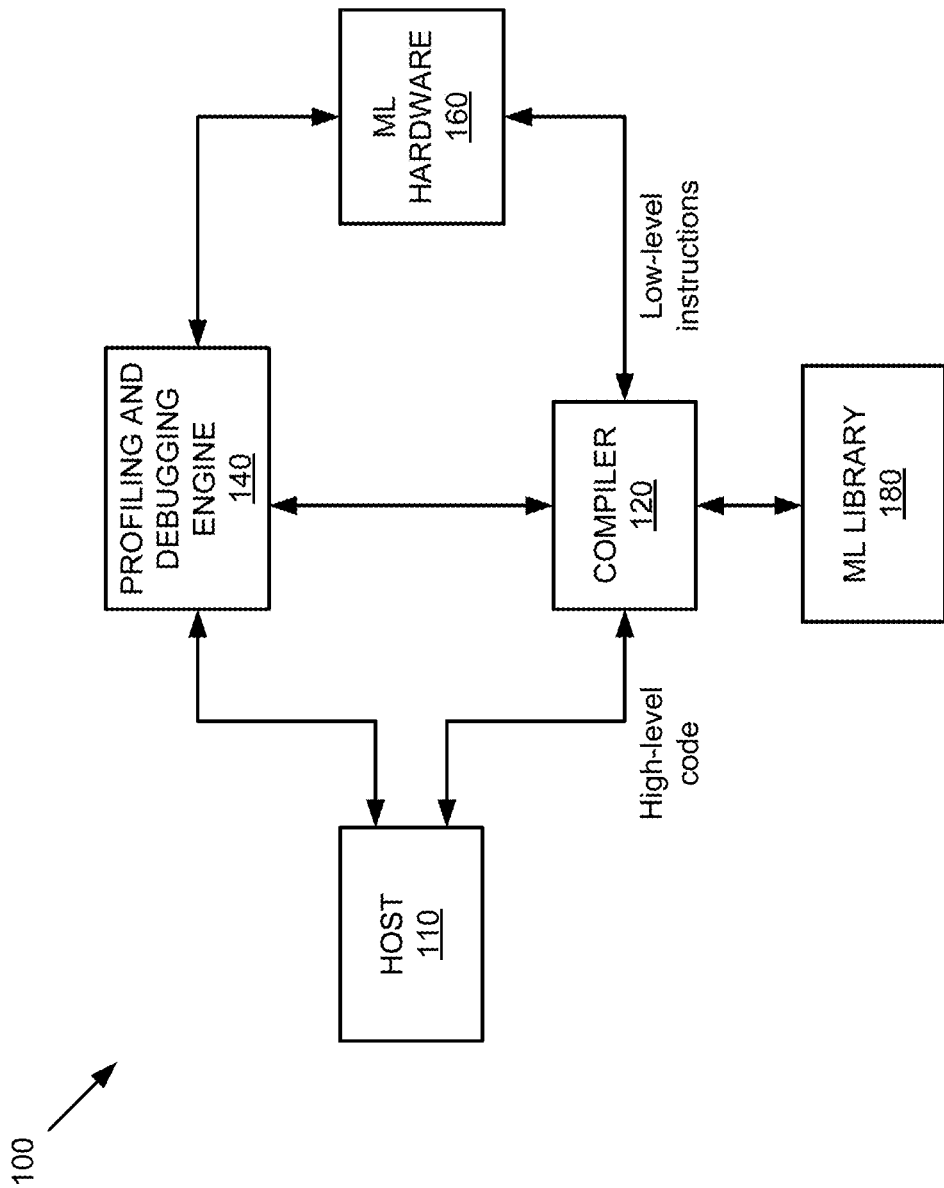 100
HOST
110
PROFILING AND
DEBUGGING
ENGINE
140
High-level
code
COMPILER
120
Low-level
instructions
ML
HARDWARE
160
ML LIBRARY
180